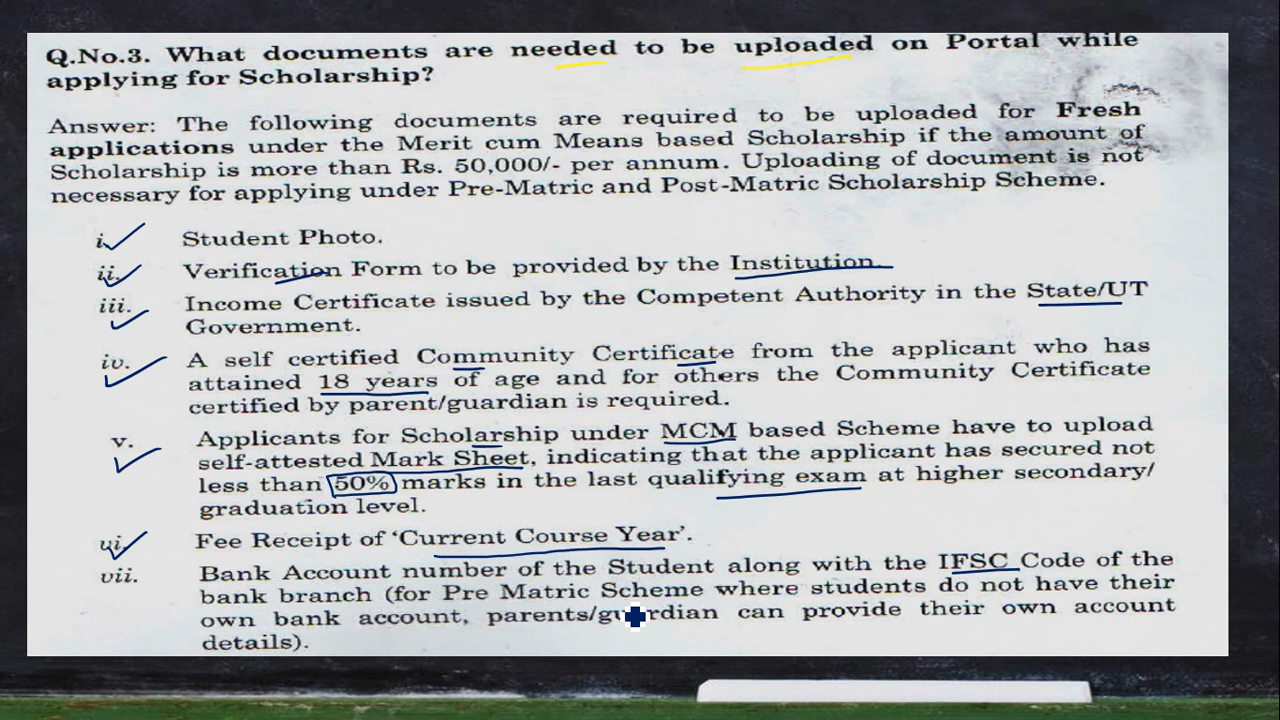 Q.No.3. What documents are needed to be uploaded on Portal while
applying for Scholarship?
Answer: The following documents are required to be uploaded for Fresh
applications under the Merit cum Means based Scholarship if the amount of
Scholarship is more than Rs. 50,000/- per annum. Uploading of document is not
necessary for applying under Pre-Matric and Post-Matric Scholarship Scheme.
i. Student Photo.
ii. Verification Form to be provided by the Institution.
iii. Income Certificate issued by the Competent Authority in the State/UT
Government.
iv. A self certified Community Certificate from the applicant who has
attained 18 years of age and for others the Community Certificate
certified by parent/guardian is required.
v. Applicants for Scholarship under MCM based Scheme have to upload
self-attested Mark Sheet, indicating that the applicant has secured not
less than 50% marks in the last qualifying exam at higher secondary/
graduation level.
vi. Fee Receipt of ‘Current Course Year’.
vii. Bank Account number of the Student along with the IFSC Code of the
bank branch (for Pre Matric Scheme where students do not have their
own bank account, parents/guardian can provide their own account
details).